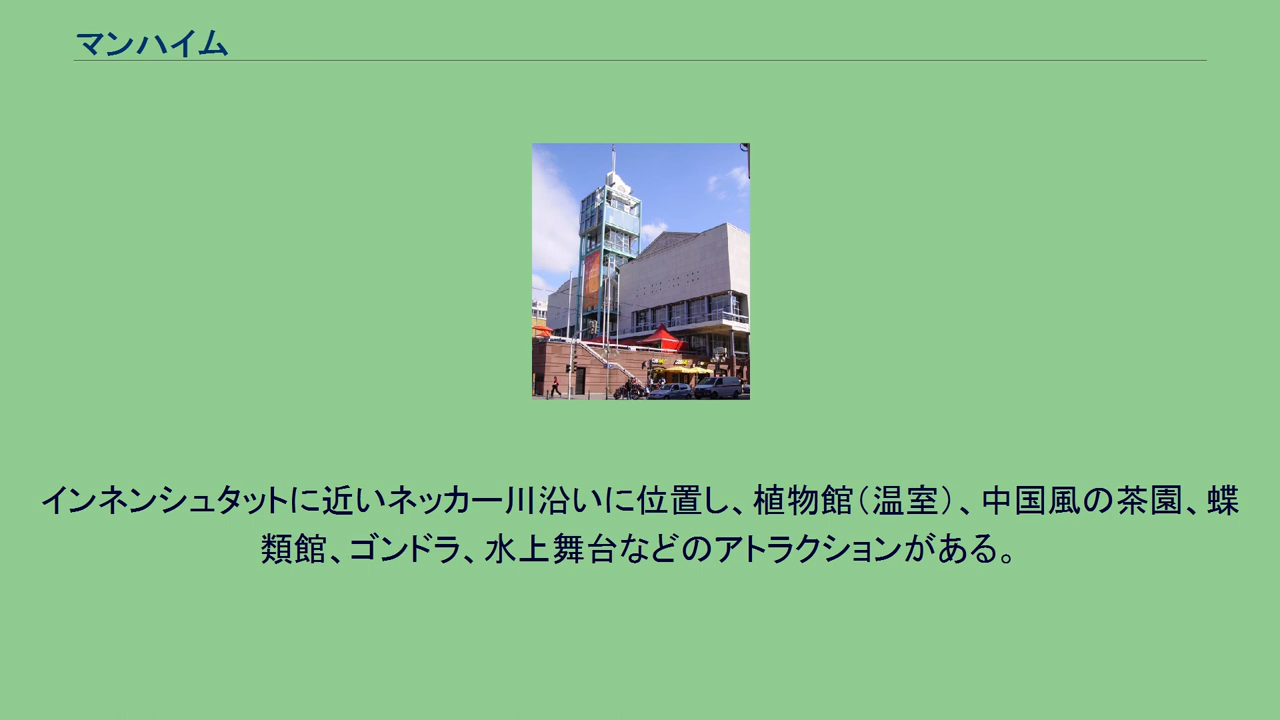 マンハイム
インネンシュタットに近いネッカー川沿いに位置し、植物館（温室）、中国風の茶園、蝶
類館、ゴンドラ、水上舞台などのアトラクションがある。